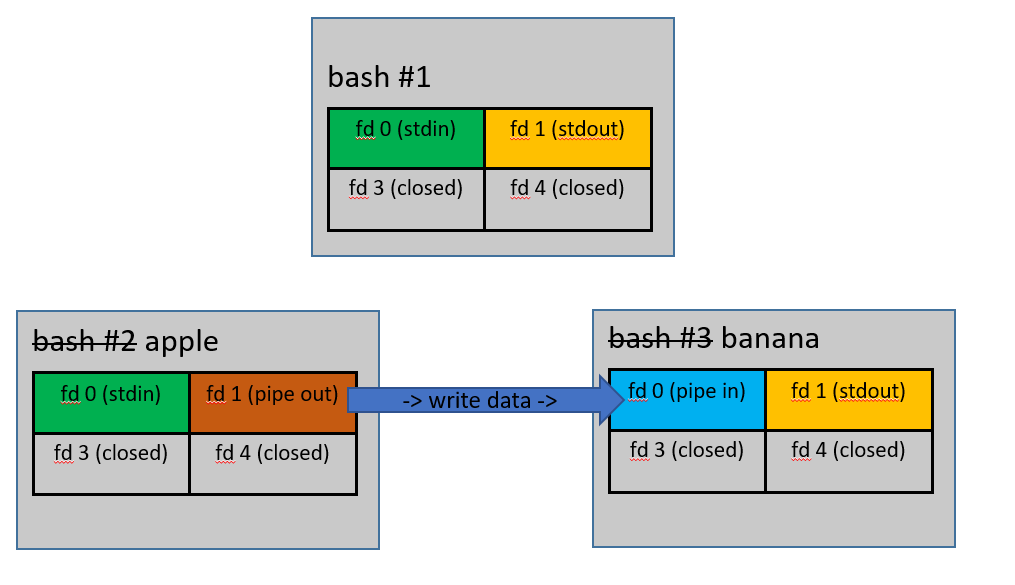 bash #1
fd 0 (stdin) fd 1 (stdout)
fd 3 (closed) fd 4 (closed)
bash #2 apple
fd 0 (stdin) fd 1 (pipe out)
fd 3 (closed) fd 4 (closed)
-> write data ->
bash #3 banana
fd 0 (pipe in) fd 1 (stdout)
fd 3 (closed) fd 4 (closed)